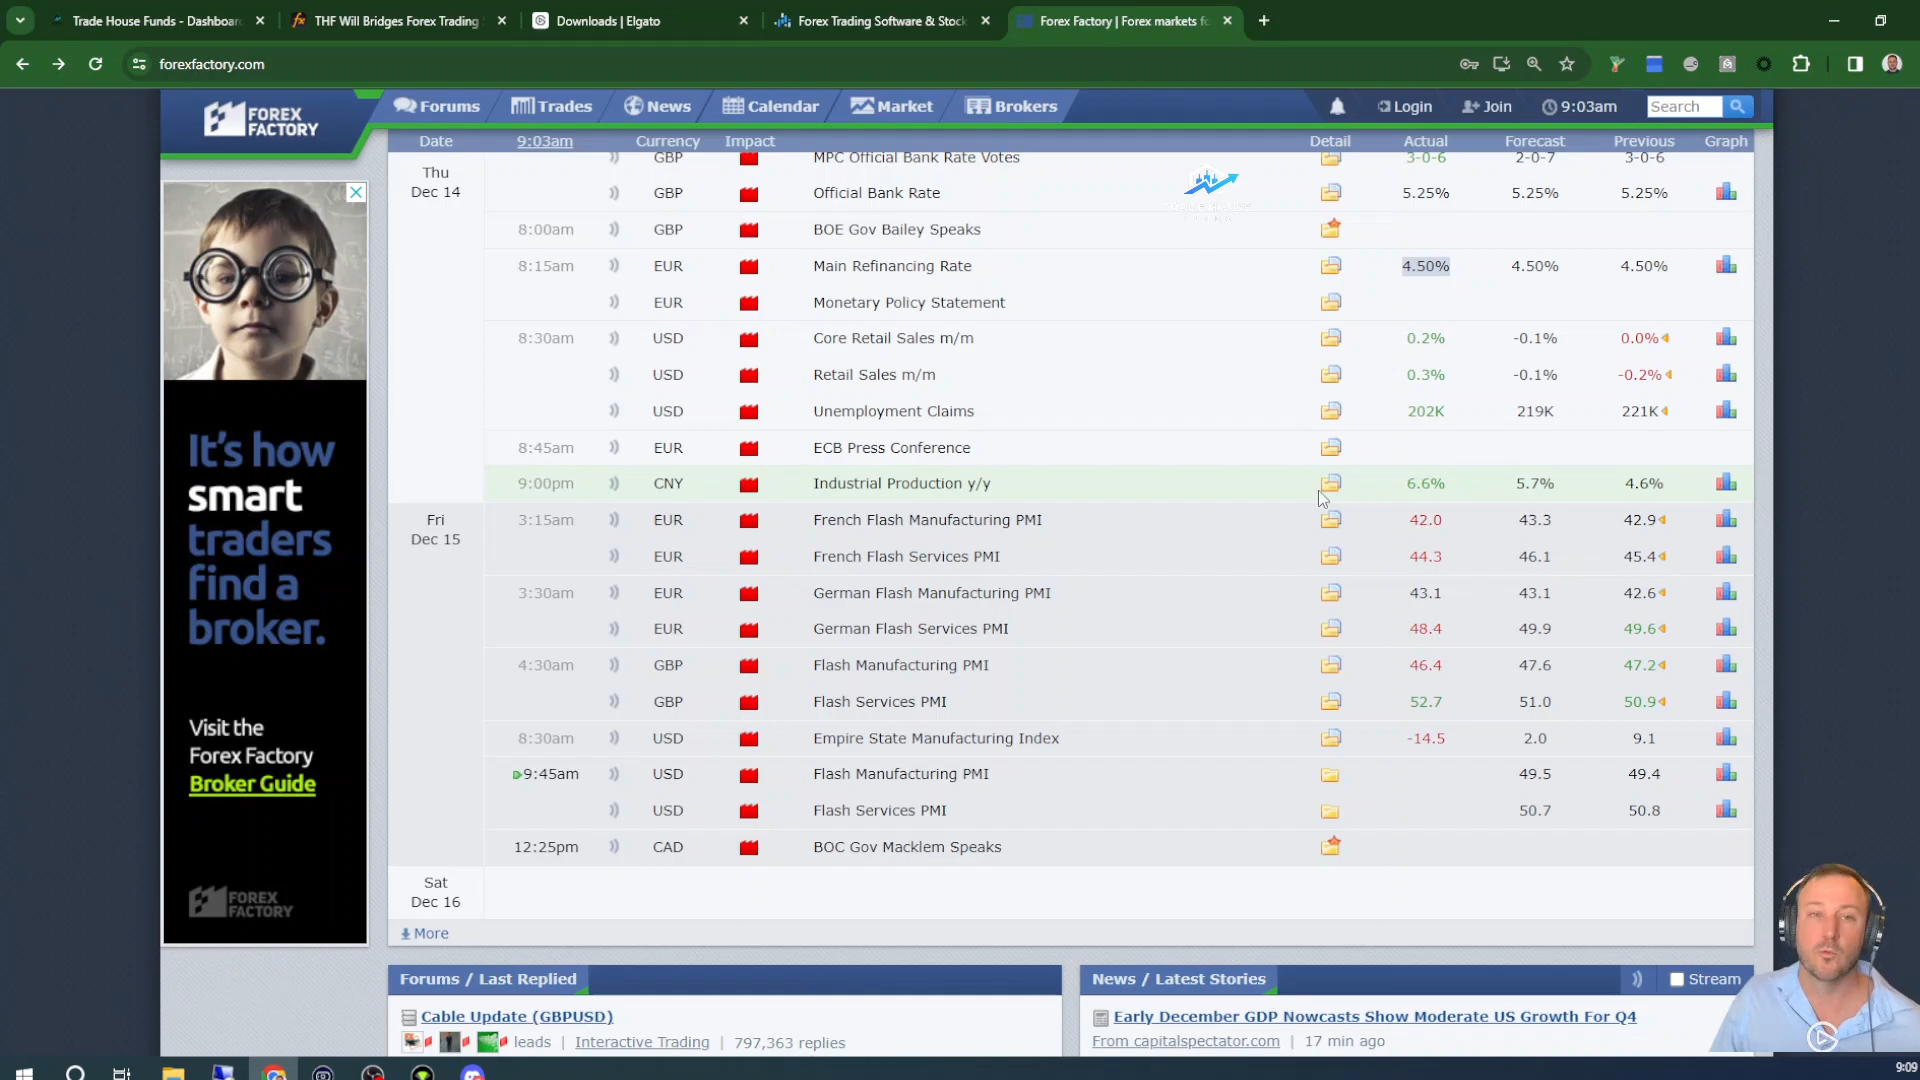 Trade House Funds - Dashboar
THF Will Bridges Forex Trading
Downloads | Elgato
Forex Trading Software & Stock
Forex Factory | Forex markets fo
forexfactory.com
FOREX FACTORY
Forums
Trades
News
Calendar
Market
Brokers
Login
Join
9:03am
Search
Date 9:03am Currency Impact Detail Actual Forecast Previous Graph
GBP MPC Official Bank Rate Votes 3-0-6 2-0-7 3-0-6
Thu
Dec 14
GBP Official Bank Rate 5.25% 5.25% 5.25%
8:00am GBP BOE Gov Bailey Speaks
8:15am EUR Main Refinancing Rate 4.50% 4.50% 4.50%
EUR Monetary Policy Statement
8:30am USD Core Retail Sales m/m 0.2% -0.1% 0.0%
USD Retail Sales m/m 0.3% -0.1% -0.2%
USD Unemployment Claims 202K 219K 221K
8:45am EUR ECB Press Conference
9:00pm CNY Industrial Production y/y 6.6% 5.7% 4.6%
Fri
Dec 15
3:15am EUR French Flash Manufacturing PMI 42.0 43.3 42.9
EUR French Flash Services PMI 44.3 46.1 45.4
3:30am EUR German Flash Manufacturing PMI 43.1 43.1 42.6
EUR German Flash Services PMI 48.4 49.9 49.6
4:30am GBP Flash Manufacturing PMI 46.4 47.6 47.2
GBP Flash Services PMI 52.7 51.0 50.9
8:30am USD Empire State Manufacturing Index -14.5 2.0 9.1
9:45am USD Flash Manufacturing PMI 49.5 49.4
USD Flash Services PMI 50.7 50.8
12:25pm CAD BOC Gov Macklem Speaks
Sat
Dec 16
More
It's how
smart
traders
find a
broker.
Visit the
Forex Factory
Broker Guide
FOREX
FACTORY
Forums / Last Replied
Cable Update (GBPUSD)
leads | Interactive Trading | 797,363 replies
News / Latest Stories
Stream
Early December GDP Nowcasts Show Moderate US Growth For Q4
From capitalspectator.com | 17 min ago
9:09